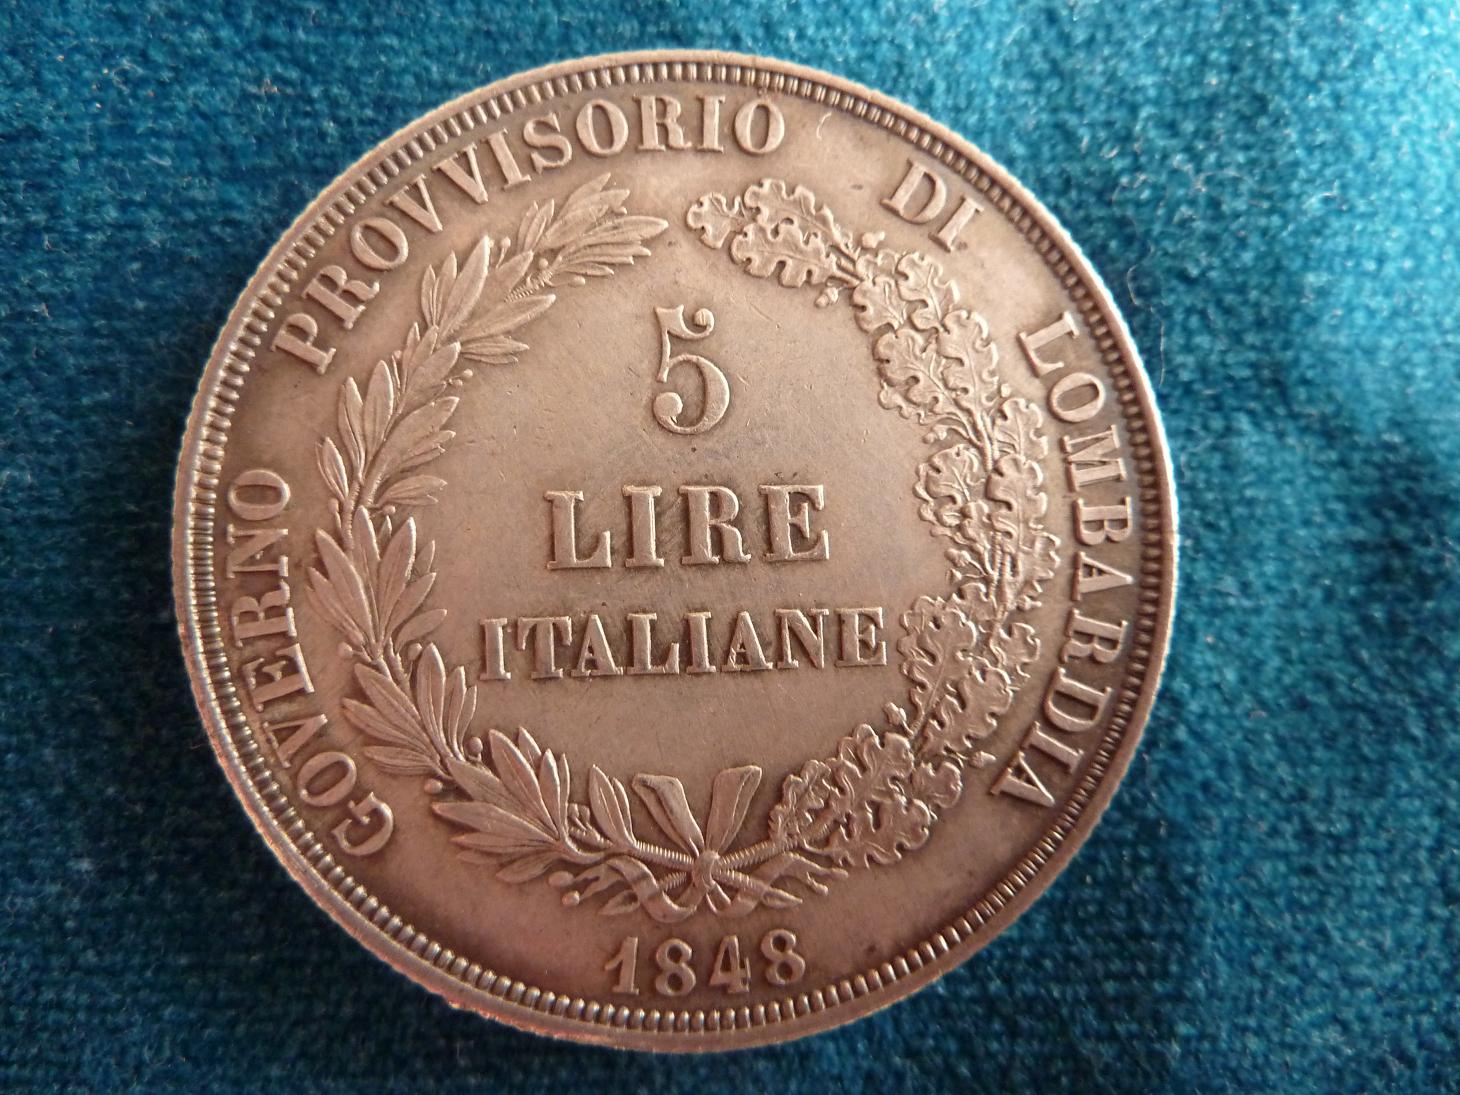 GOVERNO PROVVISORIO DI LOMBARDIA
5
LIRE
ITALIANE
1848